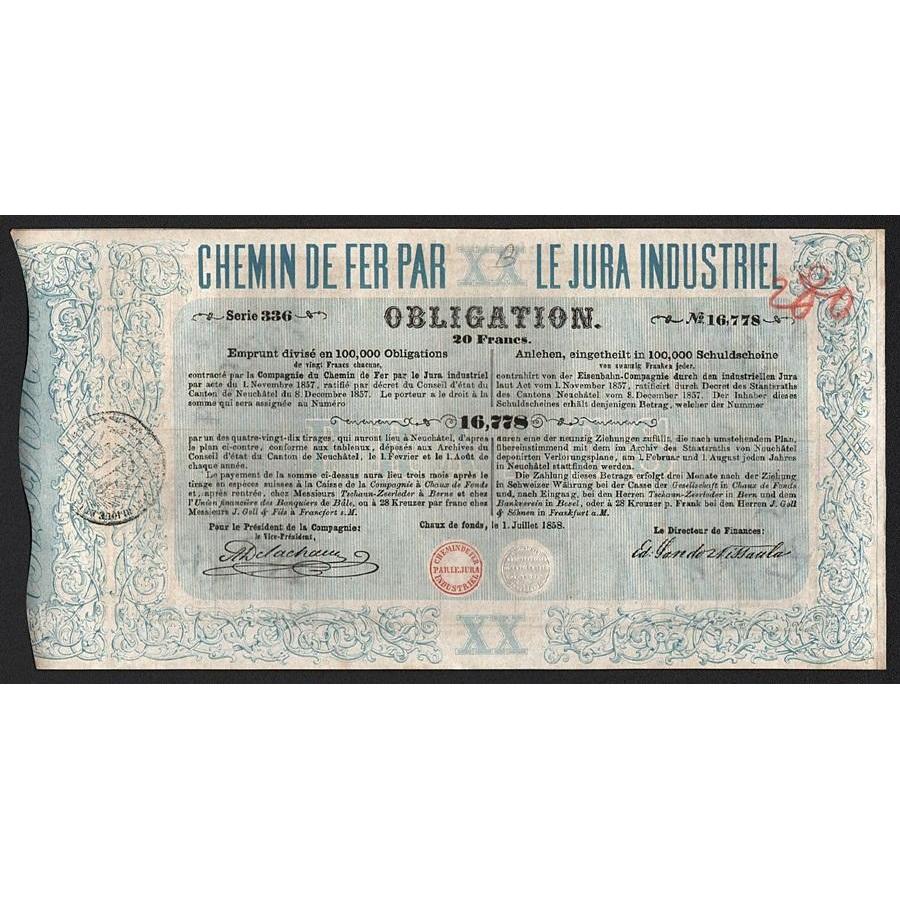 CHEMIN DE FER PAR XX LE JURA INDUSTRIEL
B
280
Serie 336
OBLIGATION.
№ 16,778
20 Francs.
Emprunt divisé en 100,000 Obligations
de vingt Francs chacune,
contracté par la Compagnie du Chemin de Fer par le Jura industriel
par acte du 1. Novembre 1857, ratifié par décret du Conseil d'état du
Canton de Neuchâtel du 8. Decembre 1857. Le porteur a le droit à la
somme qui sera assignée au Numéro
Anlehen, eingetheilt in 100,000 Schuldscheine
von zwanzig Franken jeder.
contrahirt von der Eisenbahn-Compagnie durch den industriellen Jura
laut Act vom 1. November 1857, ratificirt durch Decret des Staatsraths
des Cantons Neuchâtel vom 8. December 1857. Der Inhaber dieses
Schuldscheines erhält denjenigen Betrag, welcher der Nummer
16,778
par un des quatre-vingt-dix tirages, qui auront lieu à Neuchâtel, d'apres
le plan ci-contre, conforme aux tableaux, déposés aux Archives du
Conseil d'état du Canton de Neuchâtel, le 1. Fevrier et le 1. Août de
chaque année.
Le payement de la somme ci-dessus aura lieu trois mois après le
tirage en espèces suisses à la Caisse de la Compagnie à Chaux de Fonds
et, après rentrée, chez Messieurs Tschann-Zeerleder à Berne et chez
l'Union financière des Banquiers de Bâle, ou à 28 Kreuzer par franc chez
Messieurs J. Goll & Fils à Francfort s. M.
durch eine der neunzig Ziehungen zufällt, die nach umstehendem Plan,
übereinstimmend mit dem im Archiv des Staatsraths von Neuchâtel
deponirten Verloosungsplane, am 1. Februar und 1. August jeden Jahres
in Neuchâtel stattfinden werden.
Die Zahlung dieses Betrags erfolgt drei Monate nach der Ziehung
in Schweizer Währung bei der Casse der Gesellschaft in Chaux de Fonds
und, nach Eingang, bei den Herren Tschann-Zeerleder in Bern und dem
Bankverein in Basel, oder à 28 Kreuzer p. Frank bei den Herren J. Goll
& Söhnen in Frankfurt a. M.
Chaux de fonds, le 1. Juillet 1858.
Pour le Président de la Compagnie:
le Vice-Président,
Le Directeur de Finances:
CHEMIN DE FER
PAR LE JURA
INDUSTRIEL
XX